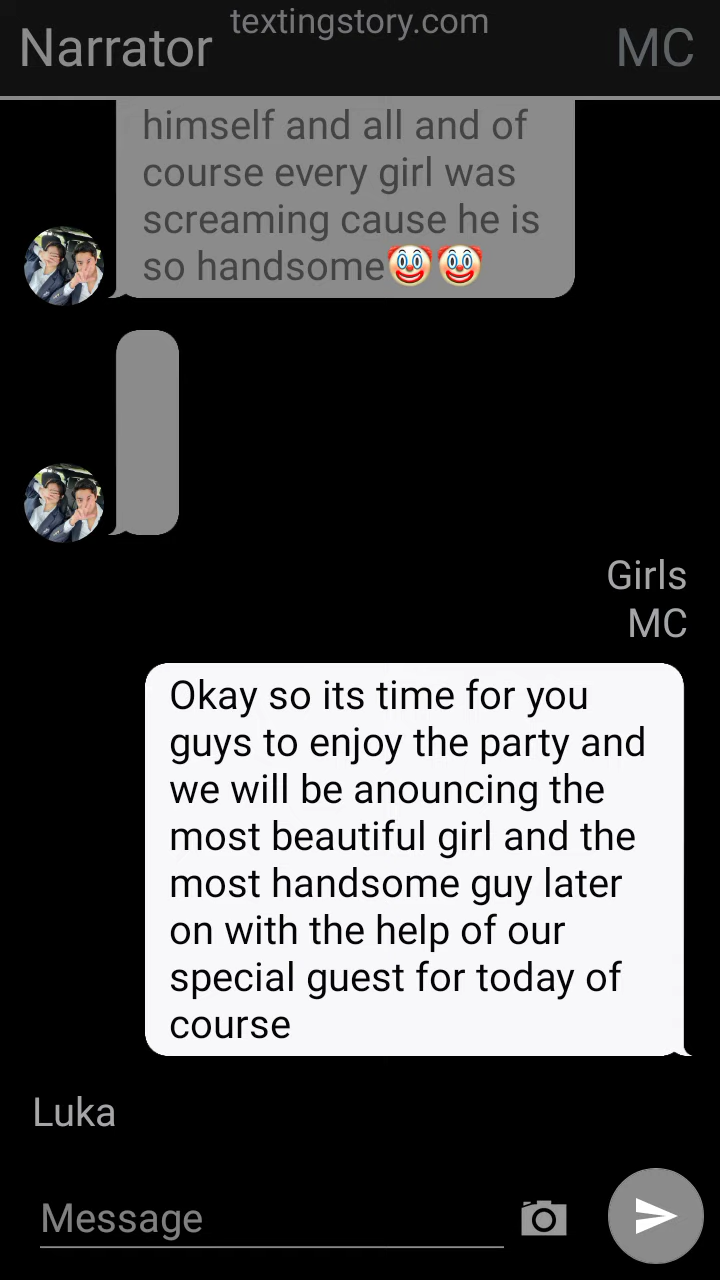 textingstory.com
Narrator
MC
himself and all and of
course every girl was
screaming cause he is
so handsome🤡🤡
Girls
MC
Okay so its time for you
guys to enjoy the party and
we will be anouncing the
most beautiful girl and the
most handsome guy later
on with the help of our
special guest for today of
course
Luka
Message